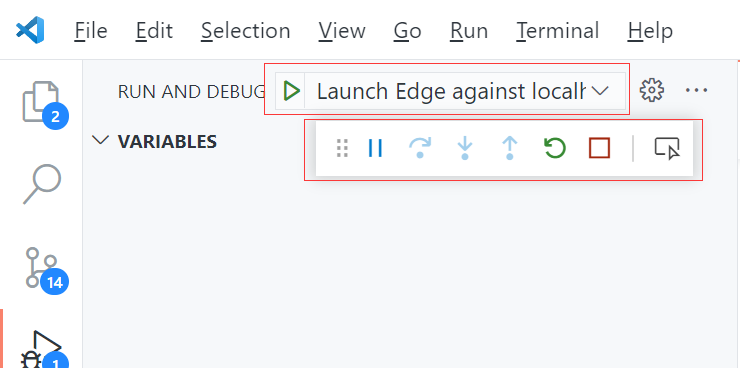 File Edit Selection View Go Run Terminal Help
2
RUN AND DEBUG Launch Edge against localh
VARIABLES
14
1